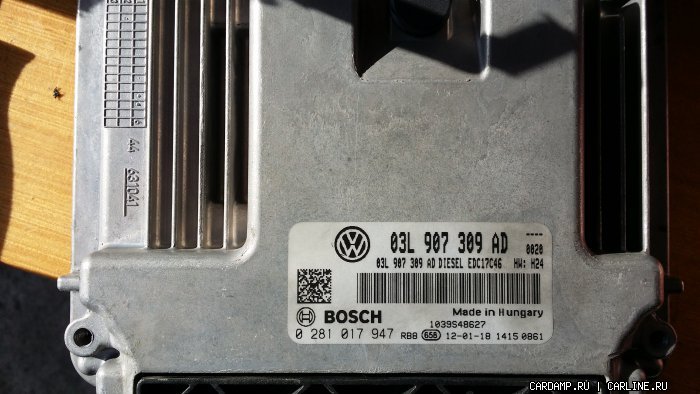 44
631041
03L 907 309 AD
----
0020
03L 907 309 AD DIESEL EDC17C46 HW: H24
BOSCH
Made in Hungary
1039S48627
0 281 017 947 RBB 656 12-01-18 1415 0861
CARDAMP.RU | CARLINE.RU